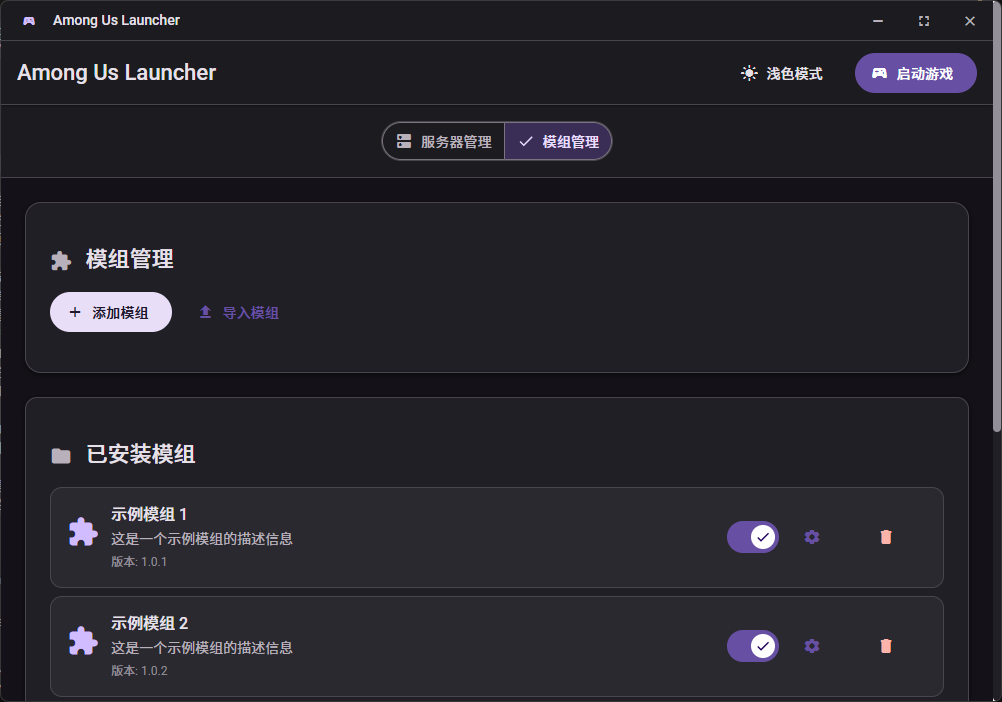 Among Us Launcher
Among Us Launcher
浅色模式
启动游戏
服务器管理
模组管理
模组管理
添加模组
导入模组
已安装模组
示例模组 1
这是一个示例模组的描述信息
版本: 1.0.1
示例模组 2
这是一个示例模组的描述信息
版本: 1.0.2